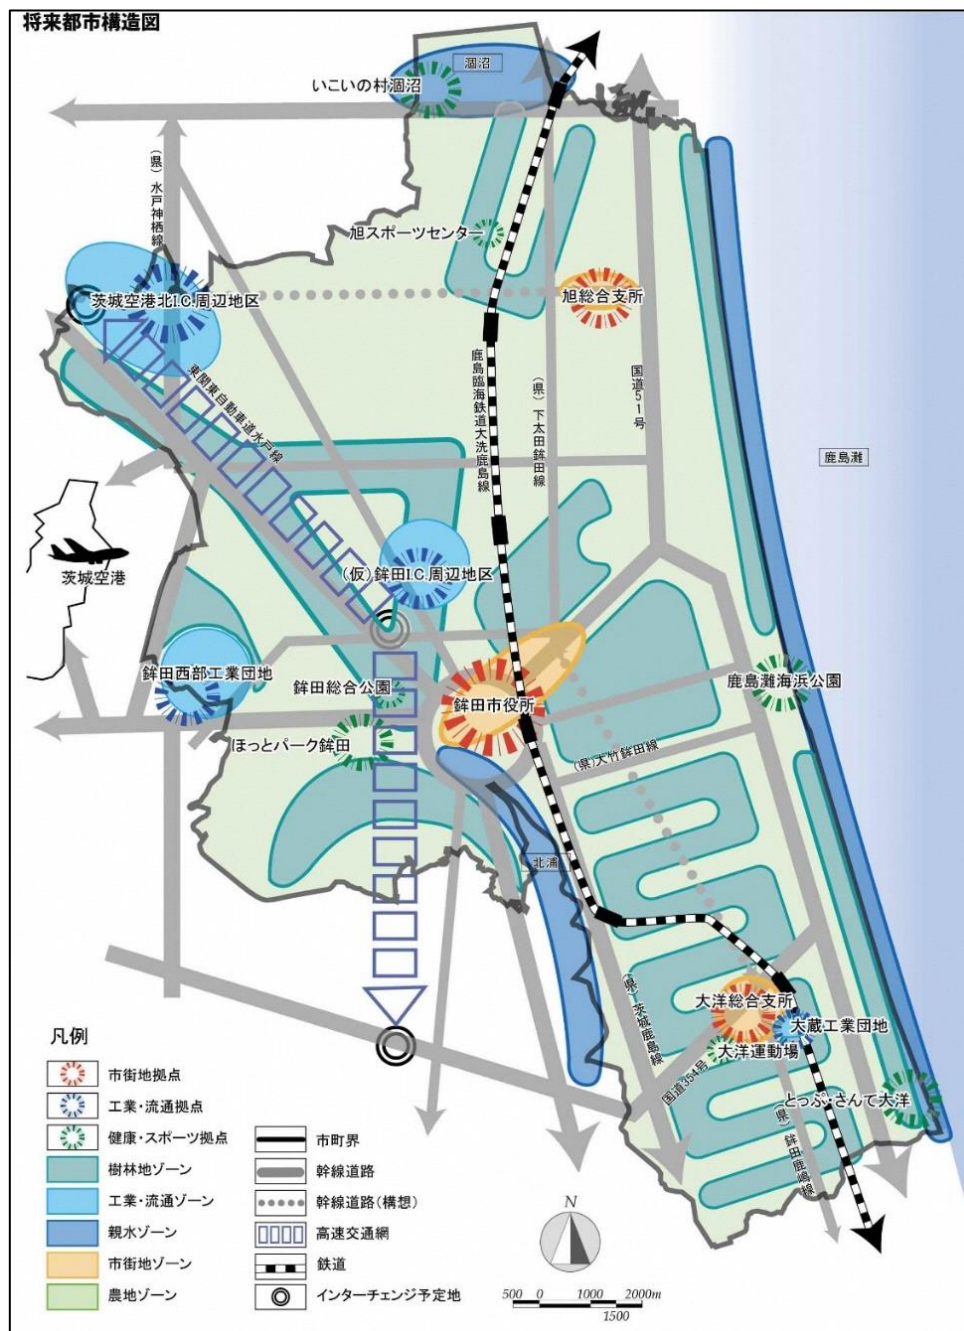 将来都市構造図
涸沼
いこいの村涸沼
(県)水戸神栖線
旭スポーツセンター
茨城空港北I.C.周辺地区
旭総合支所
東関東自動車道水戸線
鹿島臨海鉄道大洗鹿島線
(県)下太田鉾田線
国道51号
鹿島灘
茨城空港
(仮)鉾田I.C.周辺地区
鉾田西部工業団地
鉾田総合公園
鉾田市役所
鹿島灘海浜公園
ほっとパーク鉾田
(県)大竹鉾田線
北浦
(県)茨城鹿島線
大洋総合支所
大蔵工業団地
大洋運動場
国道354号
とっぷ・さんて大洋
(県)鉾田鹿嶋線
凡例
市街地拠点
工業・流通拠点
健康・スポーツ拠点
樹林地ゾーン
工業・流通ゾーン
親水ゾーン
市街地ゾーン
農地ゾーン
市町界
幹線道路
幹線道路(構想)
高速交通網
鉄道
インターチェンジ予定地
N
500 0 1000 2000m
1500